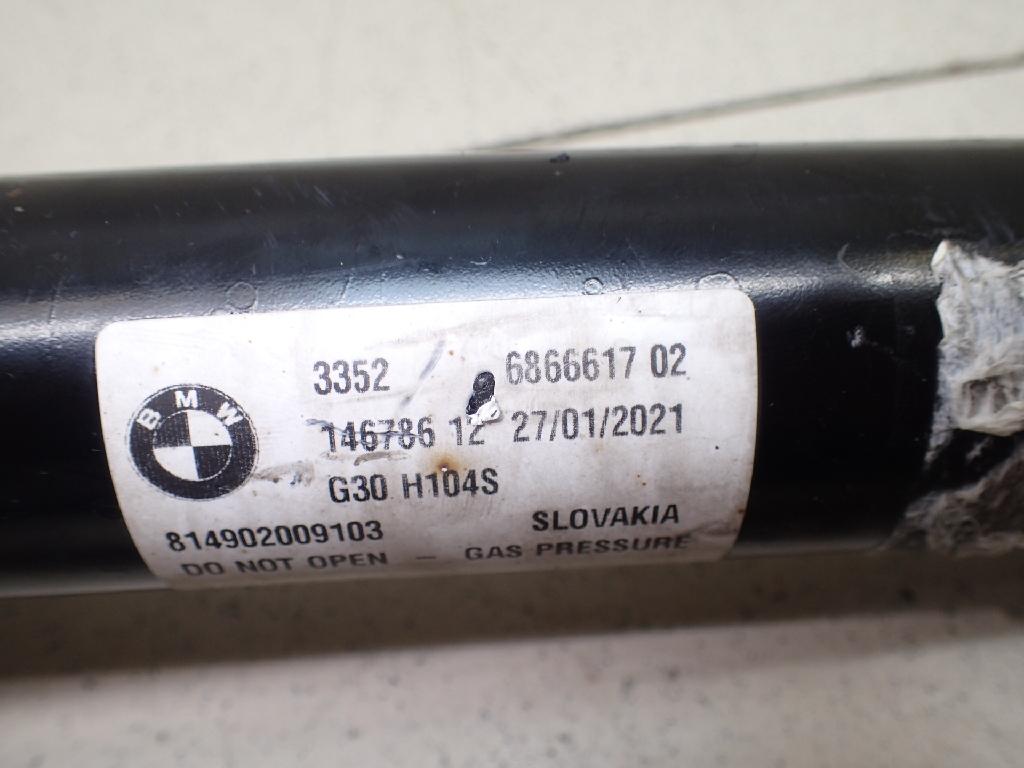 BMW
3352 6866617 02
146786 12 27/01/2021
G30 H104S
814902009103 SLOVAKIA
DO NOT OPEN - GAS PRESSURE